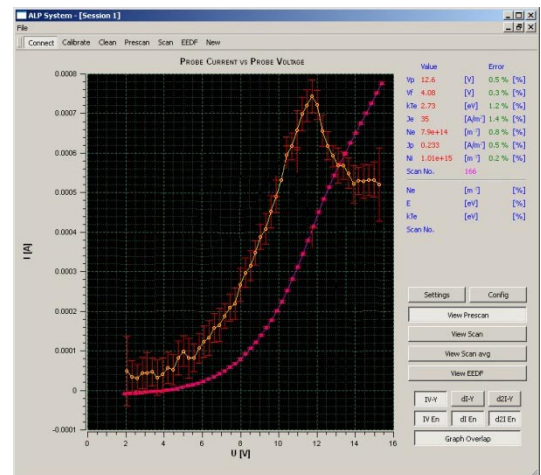 ALP System - [Session 1]
File
Connect Calibrate Clean Prescan Scan EEDF New
PROBE CURRENT VS PROBE VOLTAGE
Value Error
Vp 12.6 [V] 0.5 % [%]
Vf 4.08 [V] 0.3 % [%]
kTe 2.73 [eV] 1.2 % [%]
Je 35 [A/m²] 1.4 % [%]
Ne 7.9e+14 [m⁻³] 0.8 % [%]
Jp 0.233 [A/m²] 0.5 % [%]
Ni 1.01e+15 [m⁻³] 0.2 % [%]
Scan No. 166
Ne [m⁻³] [%]
E [eV] [%]
kTe [eV] [%]
Scan No.
0.0008
0.0007
0.0006
0.0005
0.0004
0.0003
0.0002
0.0001
0
-0.0001
I [A]
0 2 4 6 8 10 12 14 16
U [V]
Settings Config
View Prescan
View Scan
View Scan avg
View EEDF
IV-Y dI-Y d2I-Y
IV En dI En d2I En
Graph Overlap